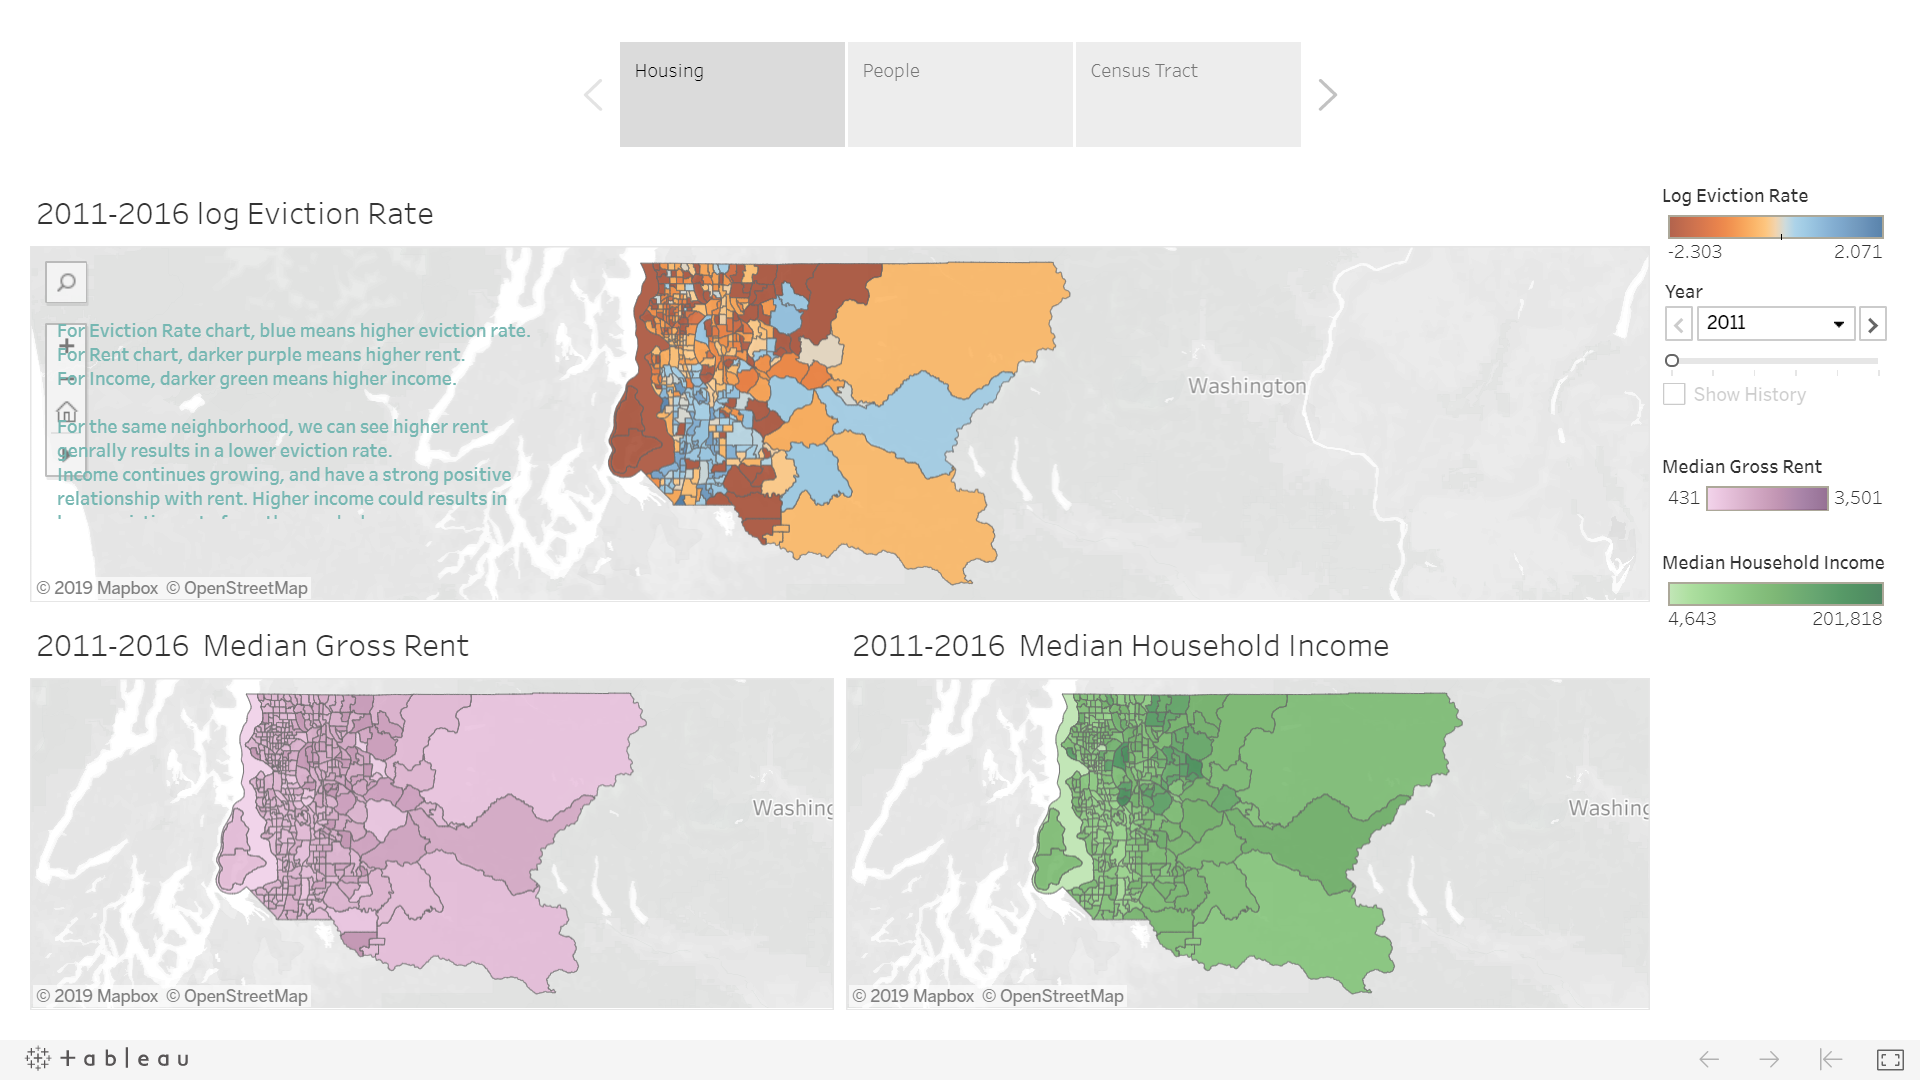 Housing
People
Census Tract
2011-2016 log Eviction Rate
Log Eviction Rate
-2.303
2.071
Year
2011
Show History
For Eviction Rate chart, blue means higher eviction rate.
For Rent chart, darker purple means higher rent.
For Income, darker green means higher income.
For the same neighborhood, we can see higher rent
genrally results in a lower eviction rate.
Income continues growing, and have a strong positive
relationship with rent. Higher income could results in
Washington
© 2019 Mapbox © OpenStreetMap
Median Gross Rent
431
3,501
Median Household Income
4,643
201,818
2011-2016 Median Gross Rent
Washing
© 2019 Mapbox © OpenStreetMap
2011-2016 Median Household Income
Washing
© 2019 Mapbox © OpenStreetMap
+ a b | e a u